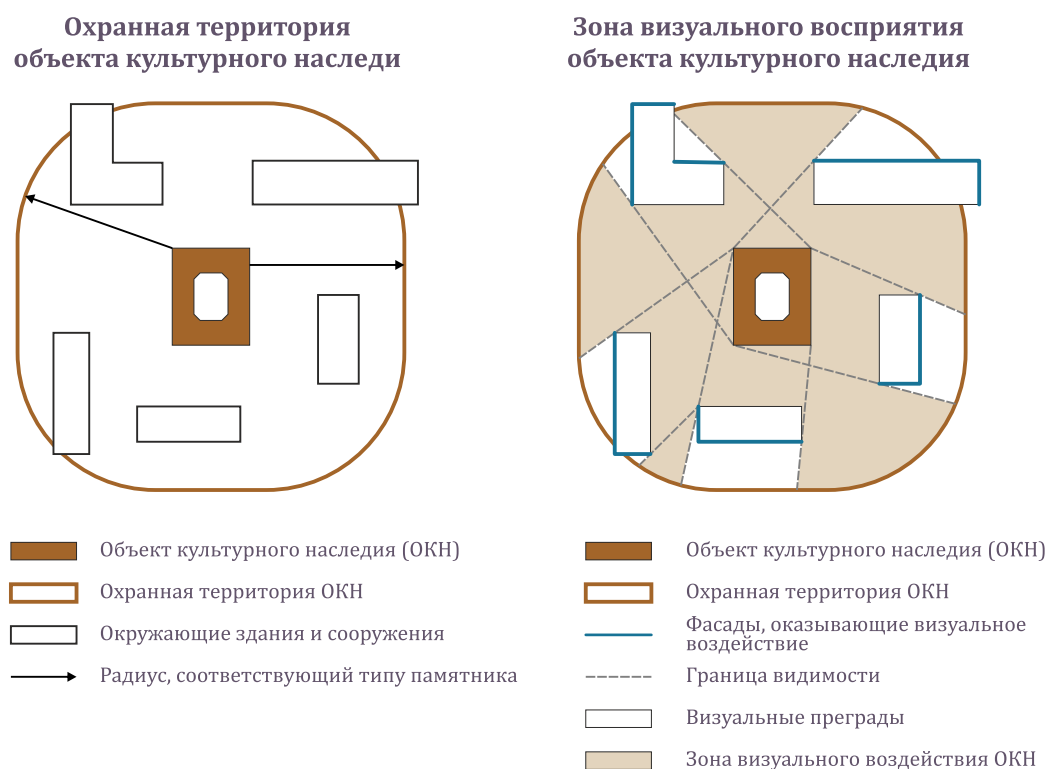 Охранная территория
объекта культурного наследи
Зона визуального восприятия
объекта культурного наследия
Объект культурного наследия (ОКН)
Охранная территория ОКН
Окружающие здания и сооружения
Радиус, соответствующий типу памятника
Объект культурного наследия (ОКН)
Охранная территория ОКН
Фасады, оказывающие визуальное
воздействие
Граница видимости
Визуальные преграды
Зона визуального воздействия ОКН